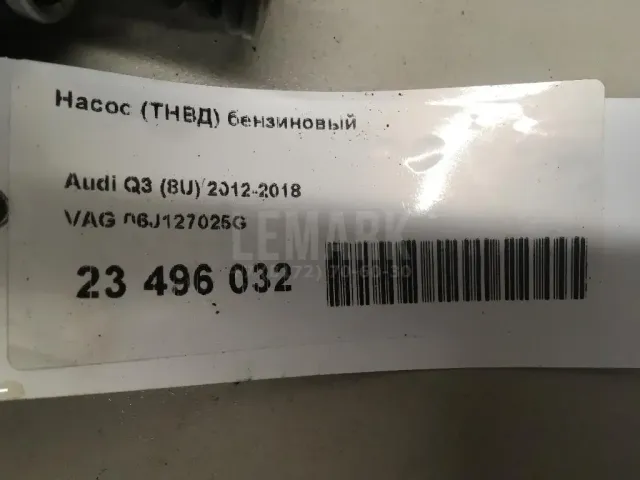 Насос (ТНВД) бензиновый
Audi Q3 (8U) 2012-2018
VAG 06J127025G
LEMARK
23 496 032